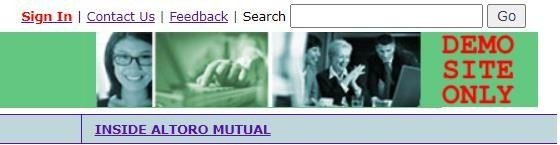 Sign In | Contact Us | Feedback | Search Go
DEMO
SITE
ONLY
INSIDE ALTORO MUTUAL